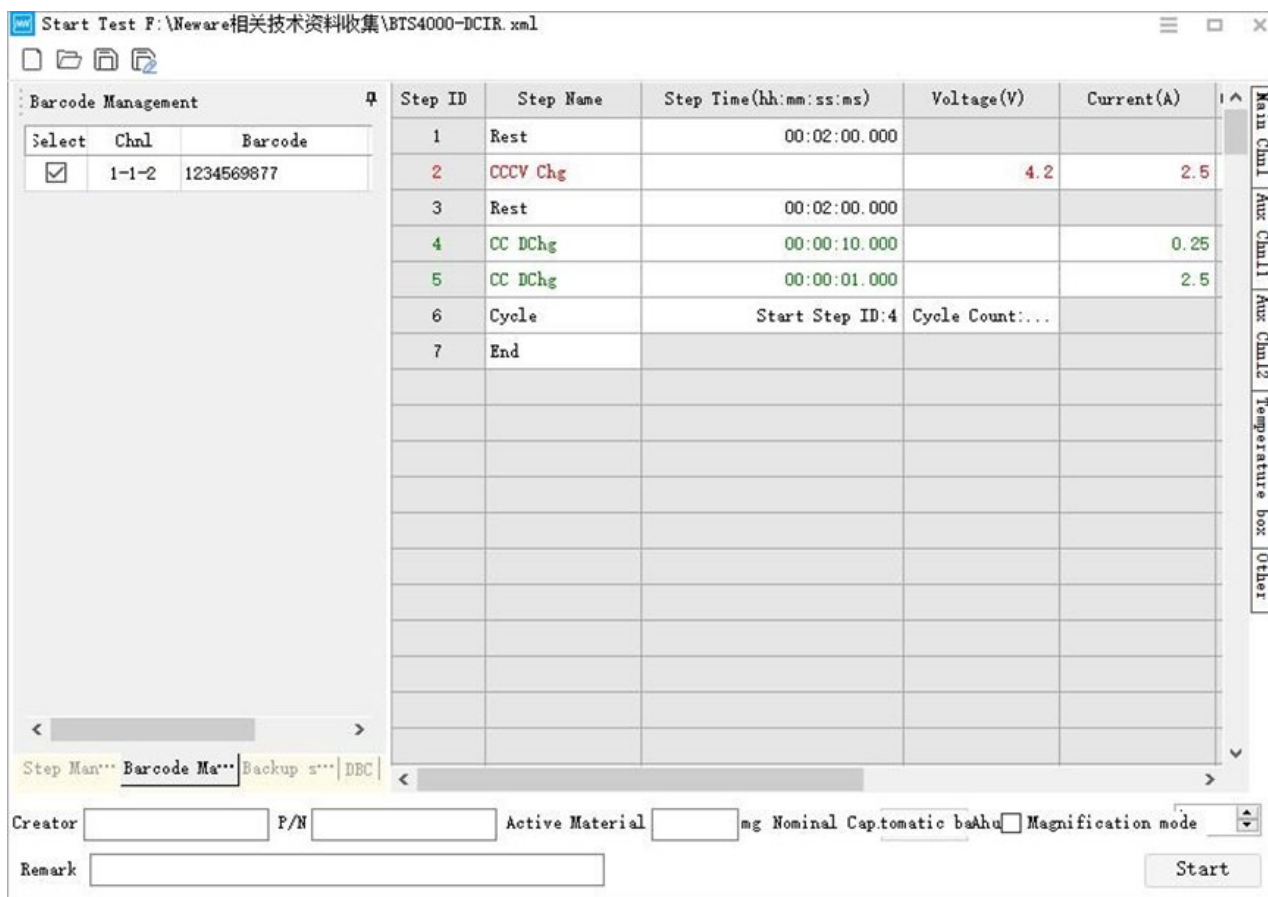 Start Test F:\Neware相关技术资料收集\BTS4000-DCIR.xml
Barcode Management
Select Chnl Barcode
1-1-2 1234569877
Step ID Step Name Step Time(hh:mm:ss:ms) Voltage(V) Current(A)
1 Rest 00:02:00.000
2 CCCV Chg 4.2 2.5
3 Rest 00:02:00.000
4 CC DChg 00:00:10.000 0.25
5 CC DChg 00:00:01.000 2.5
6 Cycle Start Step ID:4 Cycle Count:...
7 End
Main Chnl
Aux Chnl1
Aux Chnl2
Temperature box
Other
Step Man... Barcode Ma... Backup s... DBC
Creator P/N Active Material mg Nominal Cap.tomatic baAhu Magnification mode
Remark Start